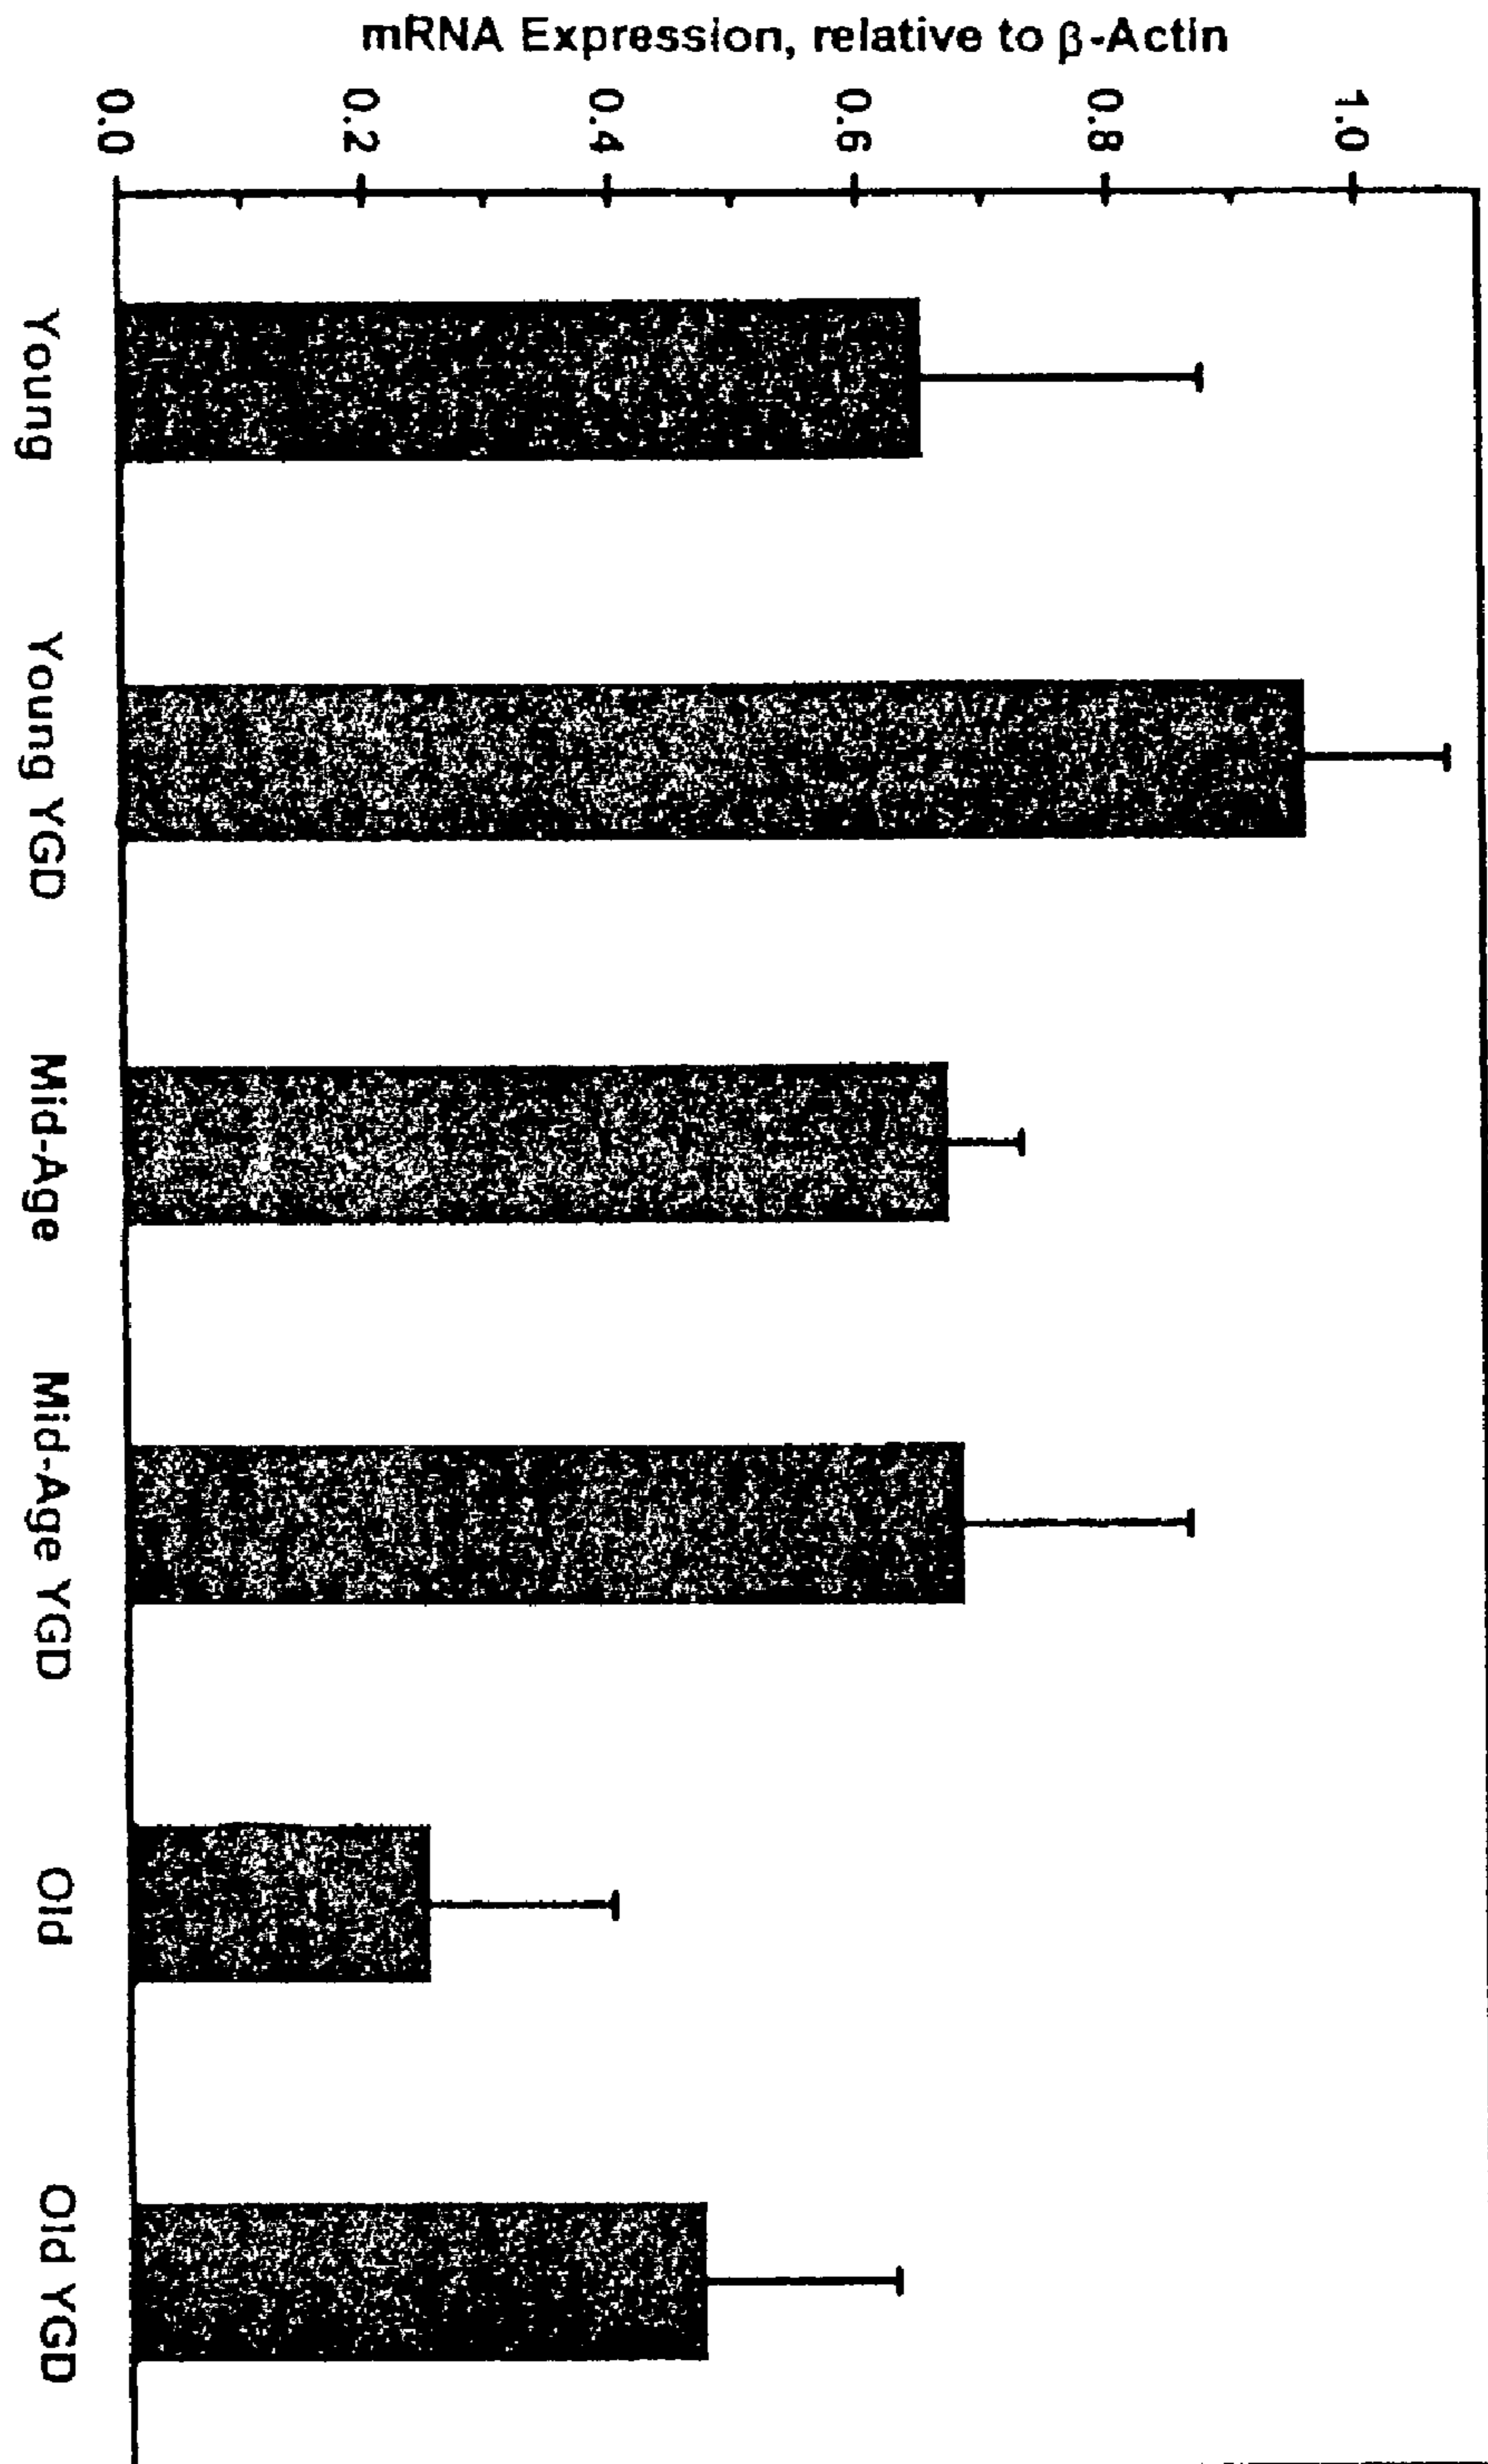 mRNA Expression, relative to β-Actin
1.0
0.8
0.6
0.4
0.2
0.0
Young
Young YGD
Mid-Age
Mid-Age YGD
Old
Old YGD